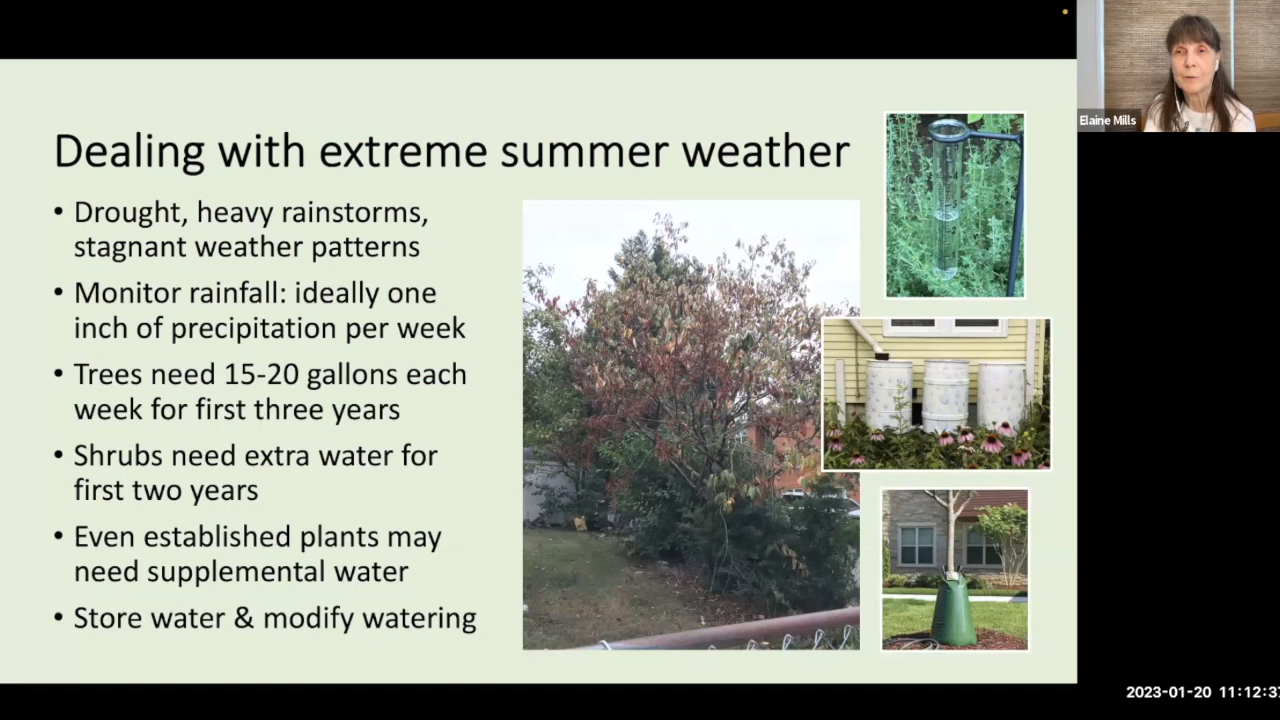 Dealing with extreme summer weather
• Drought, heavy rainstorms,
stagnant weather patterns
• Monitor rainfall: ideally one
inch of precipitation per week
• Trees need 15-20 gallons each
week for first three years
• Shrubs need extra water for
first two years
• Even established plants may
need supplemental water
• Store water & modify watering
Elaine Mills
2023-01-20 11:12:37